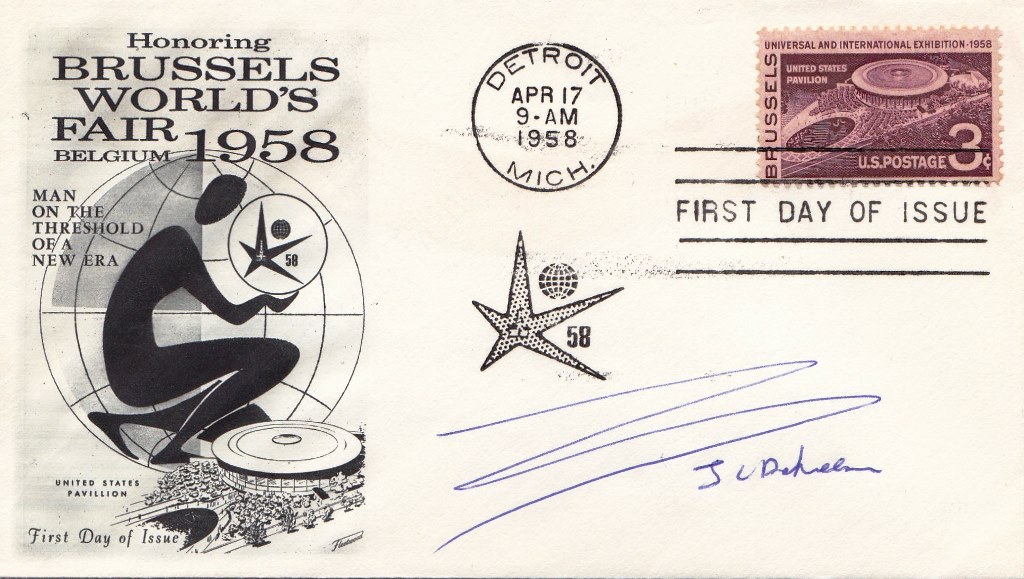 Honoring
BRUSSELS
WORLD'S
FAIR 1958
BELGIUM
MAN
ON THE
THRESHOLD
OF A
NEW ERA
58
UNITED STATES
PAVILLION
First Day of Issue
Fleetwood
DETROIT
APR 17
9-AM
1958
MICH.
58
UNIVERSAL AND INTERNATIONAL EXHIBITION·1958
BRUSSELS
UNITED STATES
PAVILION
U.S.POSTAGE 3¢
FIRST DAY OF ISSUE